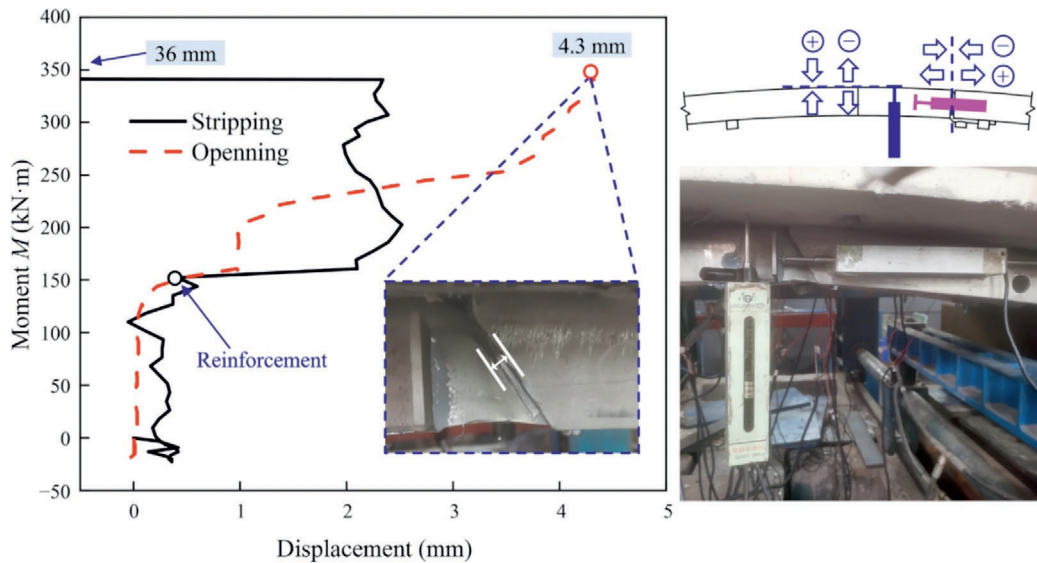 400
350
300
250
200
150
100
50
0
−50
Moment M (kN·m)
36 mm
4.3 mm
Stripping
Openning
Reinforcement
0
1
2
3
4
5
Displacement (mm)
+
−
−
+